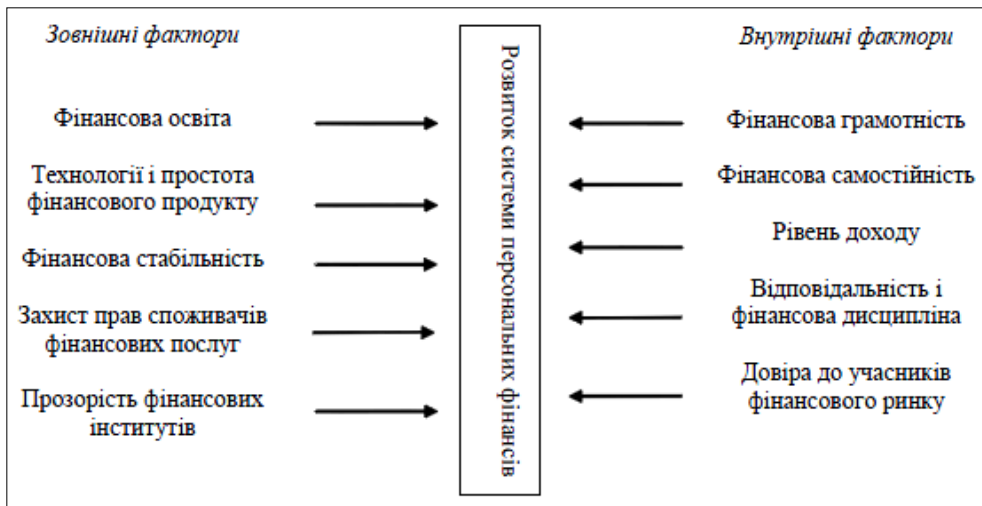 Зовнішні фактори
Фінансова освіта
Технології і простота
фінансового продукту
Фінансова стабільність
Захист прав споживачів
фінансових послуг
Прозорість фінансових
інститутів
Розвиток системи персональних фінансів
Внутрішні фактори
Фінансова грамотність
Фінансова самостійність
Рівень доходу
Відповідальність і
фінансова дисципліна
Довіра до учасників
фінансового ринку